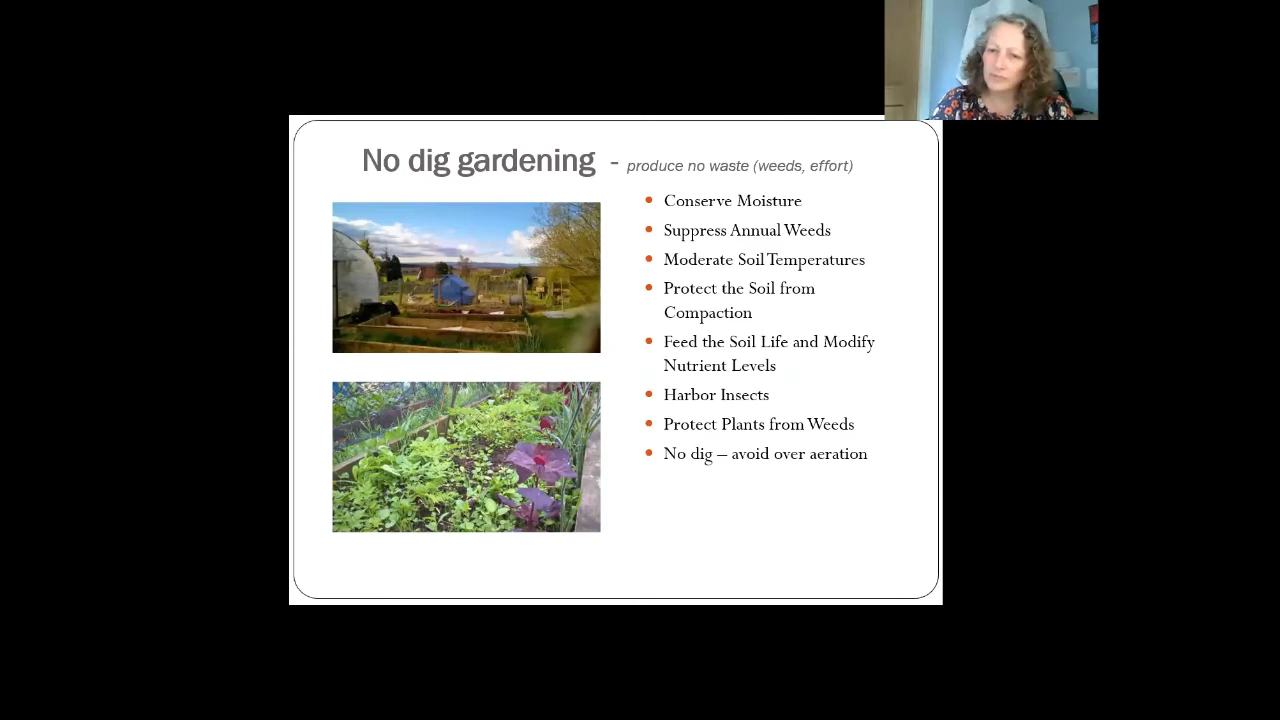 No dig gardening - produce no waste (weeds, effort)
Conserve Moisture
Suppress Annual Weeds
Moderate Soil Temperatures
Protect the Soil from
Compaction
Feed the Soil Life and Modify
Nutrient Levels
Harbor Insects
Protect Plants from Weeds
No dig – avoid over aeration